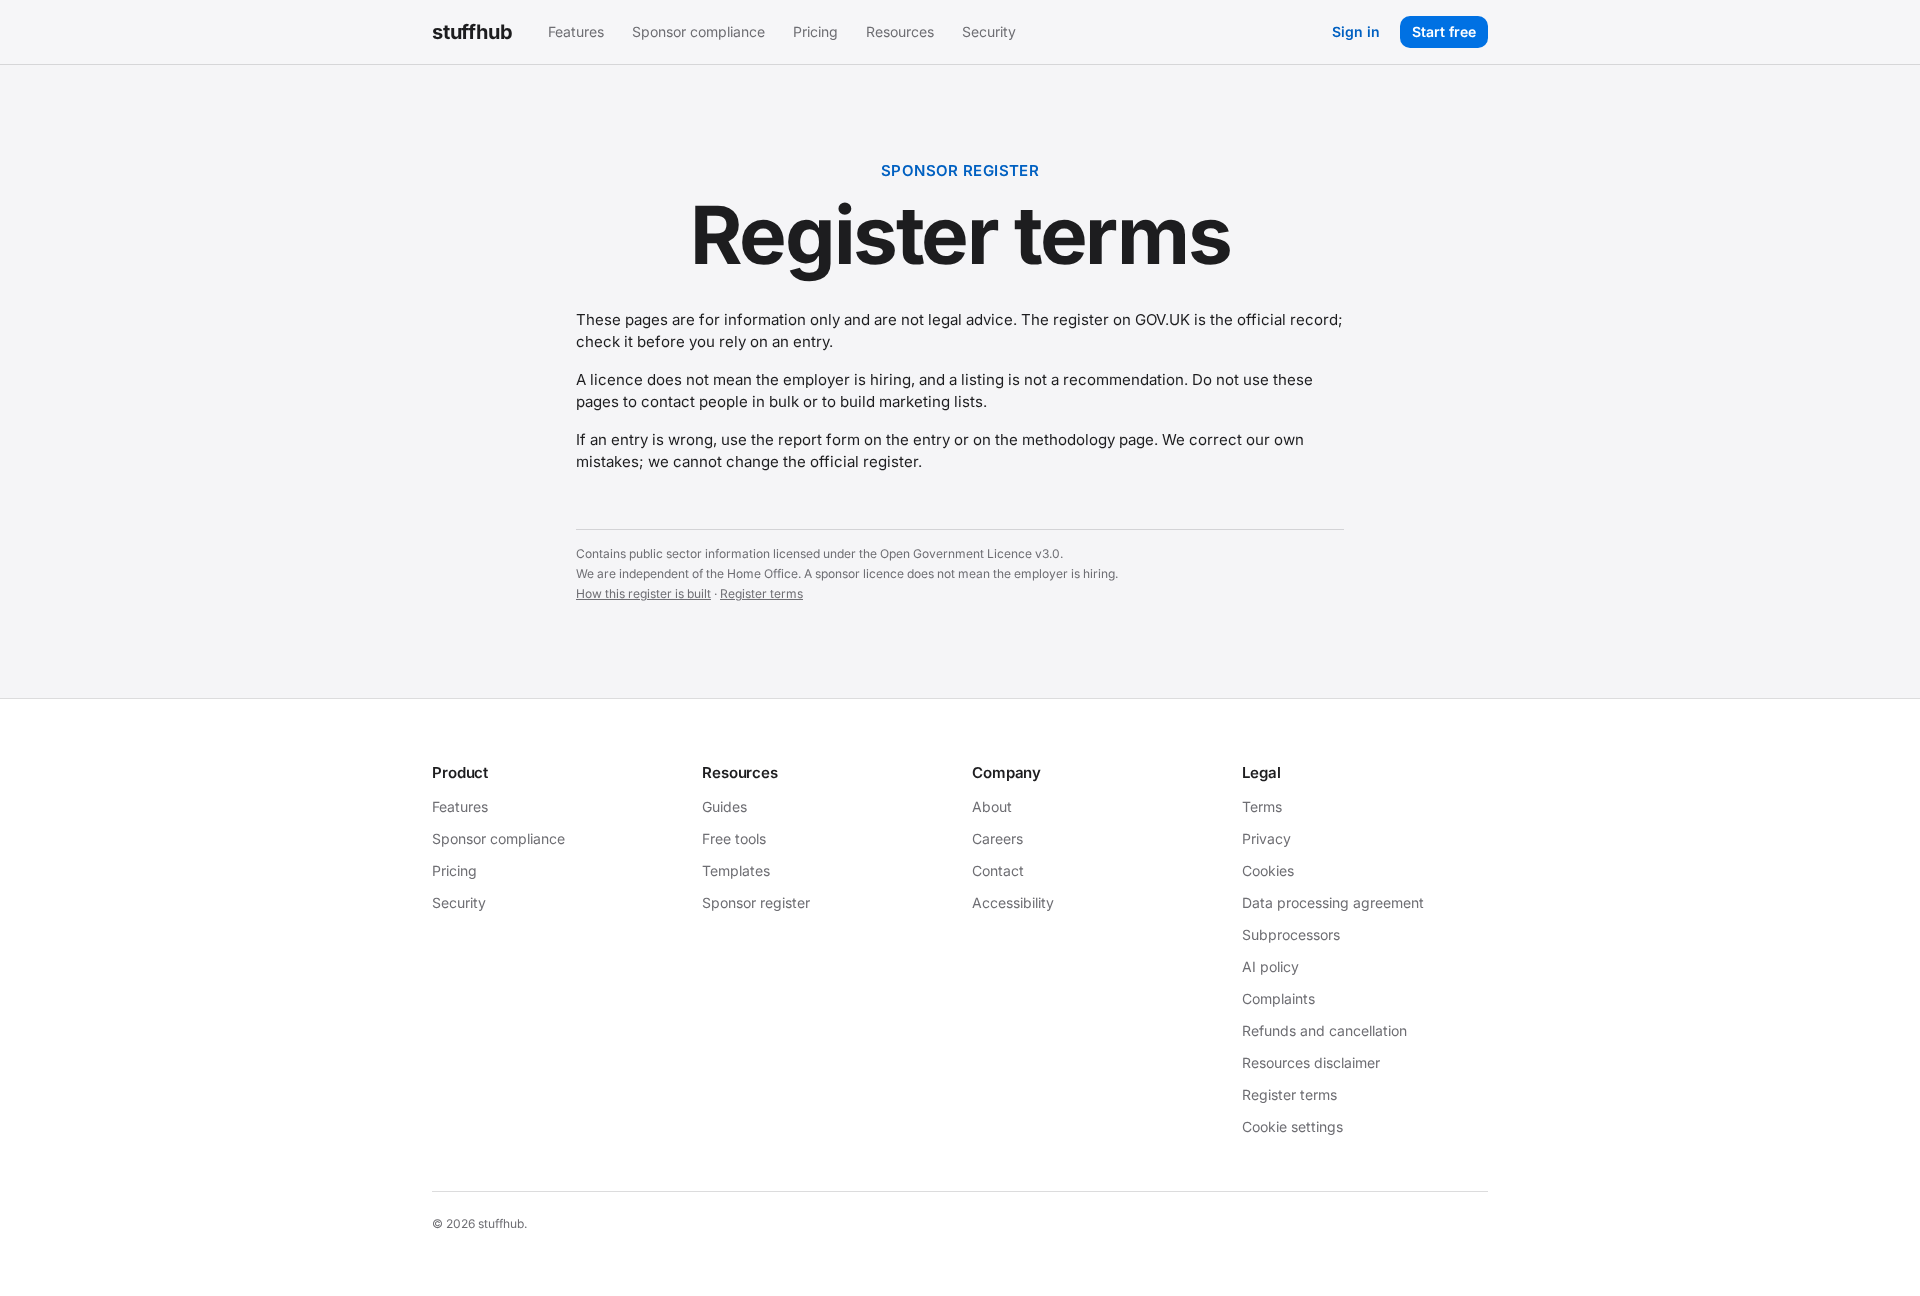 stuffhub
Features
Sponsor compliance
Pricing
Resources
Security
Sign in
Start free
SPONSOR REGISTER
Register terms
These pages are for information only and are not legal advice. The register on GOV.UK is the official record;
check it before you rely on an entry.
A licence does not mean the employer is hiring, and a listing is not a recommendation. Do not use these
pages to contact people in bulk or to build marketing lists.
If an entry is wrong, use the report form on the entry or on the methodology page. We correct our own
mistakes; we cannot change the official register.
Contains public sector information licensed under the Open Government Licence v3.0.
We are independent of the Home Office. A sponsor licence does not mean the employer is hiring.
How this register is built · Register terms
Product
Features
Sponsor compliance
Pricing
Security
Resources
Guides
Free tools
Templates
Sponsor register
Company
About
Careers
Contact
Accessibility
Legal
Terms
Privacy
Cookies
Data processing agreement
Subprocessors
AI policy
Complaints
Refunds and cancellation
Resources disclaimer
Register terms
Cookie settings
© 2026 stuffhub.